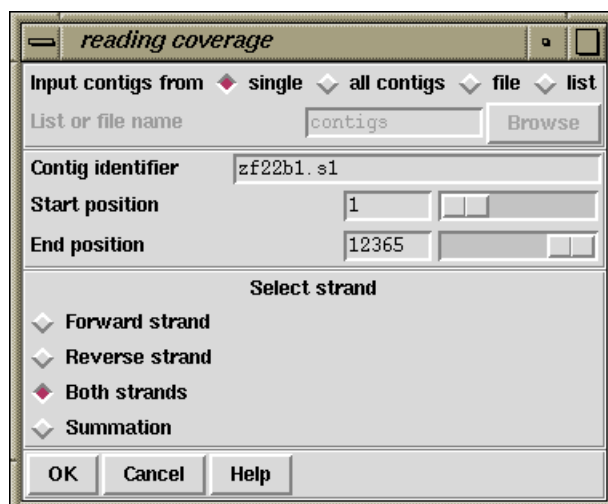 reading coverage
Input contigs from single all contigs file list
List or file name contigs Browse
Contig identifier zf22b1.s1
Start position 1
End position 12365
Select strand
Forward strand
Reverse strand
Both strands
Summation
OK Cancel Help